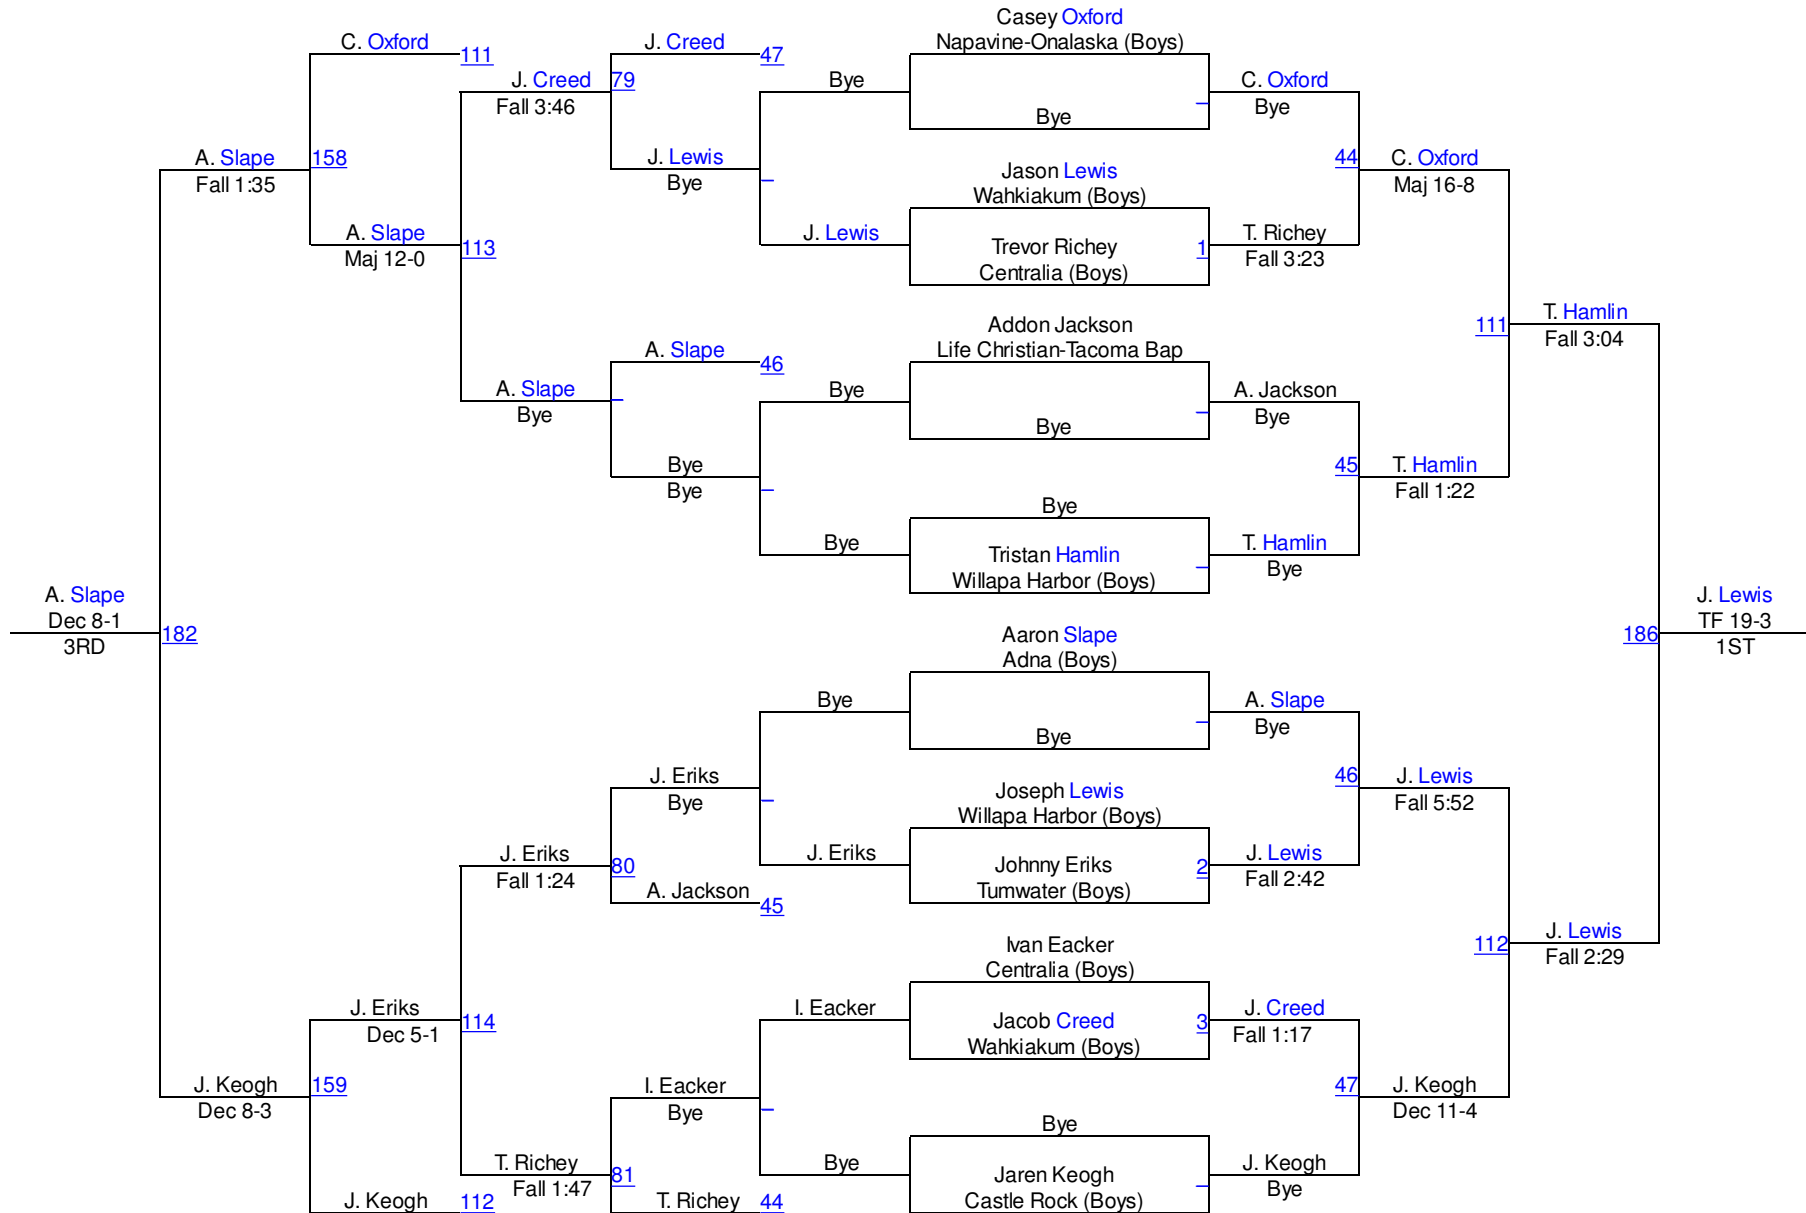 Casey Oxford
C. Oxford
J. Creed
Napavine-Onalaska (Boys)
111
47
J. Creed
79
Bye
C. Oxford
Fall 3:46
Bye
Bye
A. Slape
158
J. Lewis
44
C. Oxford
Fall 1:35
Bye
Jason Lewis
Maj 16-8
Wahkiakum (Boys)
A. Slape
J. Lewis
T. Richey
Maj 12-0
113
Trevor Richey
1
Fall 3:23
Centralia (Boys)
T. Hamlin
Addon Jackson
111
Fall 3:04
A. Slape
46
Life Christian-Tacoma Bap
A. Slape
Bye
A. Jackson
Bye
Bye
Bye
Bye
45
T. Hamlin
Bye
Fall 1:22
Bye
Bye
T. Hamlin
Tristan Hamlin
Bye
Willapa Harbor (Boys)
A. Slape
J. Lewis
Dec 8-1
TF 19-3
3RD
182
Aaron Slape
186
1ST
Adna (Boys)
Bye
A. Slape
Bye
Bye
J. Eriks
46
J. Lewis
Bye
Joseph Lewis
Fall 5:52
Willapa Harbor (Boys)
J. Eriks
J. Eriks
J. Lewis
Fall 1:24
80
Johnny Eriks
2
Fall 2:42
A. Jackson
45
Tumwater (Boys)
J. Lewis
Ivan Eacker
112
Fall 2:29
Centralia (Boys)
J. Eriks
I. Eacker
J. Creed
Dec 5-1
114
Jacob Creed
3
Fall 1:17
Wahkiakum (Boys)
J. Keogh
159
I. Eacker
47
J. Keogh
Dec 8-3
Bye
Dec 11-4
Bye
T. Richey
81
Bye
J. Keogh
Fall 1:47
Jaren Keogh
Bye
J. Keogh
112
T. Richey
44
Castle Rock (Boys)